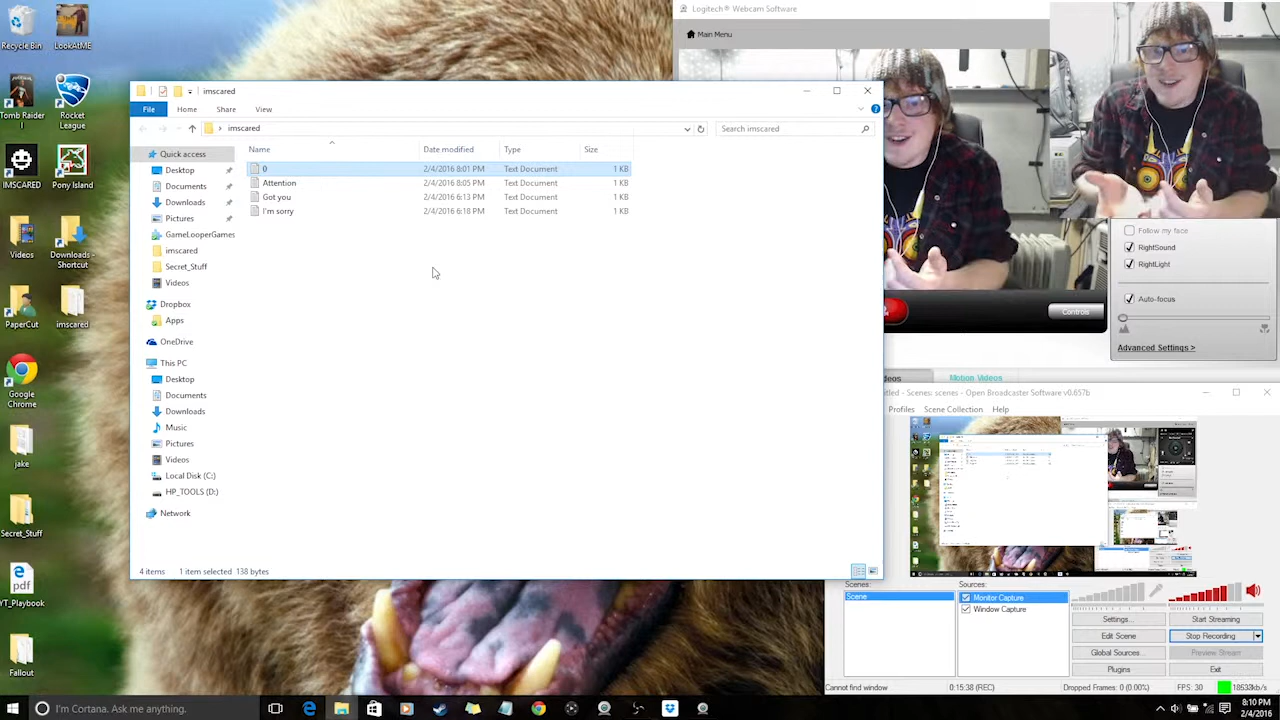 LookAtME
Logitech® Webcam Software
Main Menu
imscared
File
Home
Share
View
imscared
Search imscared
Name
Date modified
Type
Size
0
2/4/2016 8:01 PM
Text Document
1 KB
Attention
2/4/2016 8:05 PM
Text Document
1 KB
Got you
2/4/2016 6:13 PM
Text Document
1 KB
I'm sorry
2/4/2016 6:18 PM
Text Document
1 KB
Quick access
Desktop
Documents
Downloads
Pictures
GameLooperGames
imscared
Secret_Stuff
Videos
Dropbox
Apps
OneDrive
This PC
Desktop
Documents
Downloads
Music
Pictures
Videos
Local Disk (C:)
HP_TOOLS (D:)
Network
4 items
1 item selected 138 bytes
Rocket
League
Pony Island
Videos
Downloads -
Shortcut
PaperCut
imscared
Google
jake
Secret_Stuff
pdf
YT_Playbook
Fallout
Follow my face
RightSound
RightLight
Auto-focus
Controls
Advanced Settings >
Motion Videos
Scenes: scenes - Open Broadcaster Software v0.657b
Profiles
Scene Collection
Help
Scenes:
Scene
Sources:
Monitor Capture
Window Capture
Settings...
Start Streaming
Edit Scene
Stop Recording
Global Sources...
Preview Stream
Plugins
Exit
Cannot find window
0:15:38 (REC)
Dropped Frames: 0 (0.00%)
FPS: 30
18533kb/s
I'm Cortana. Ask me anything.
8:10 PM
2/4/2016